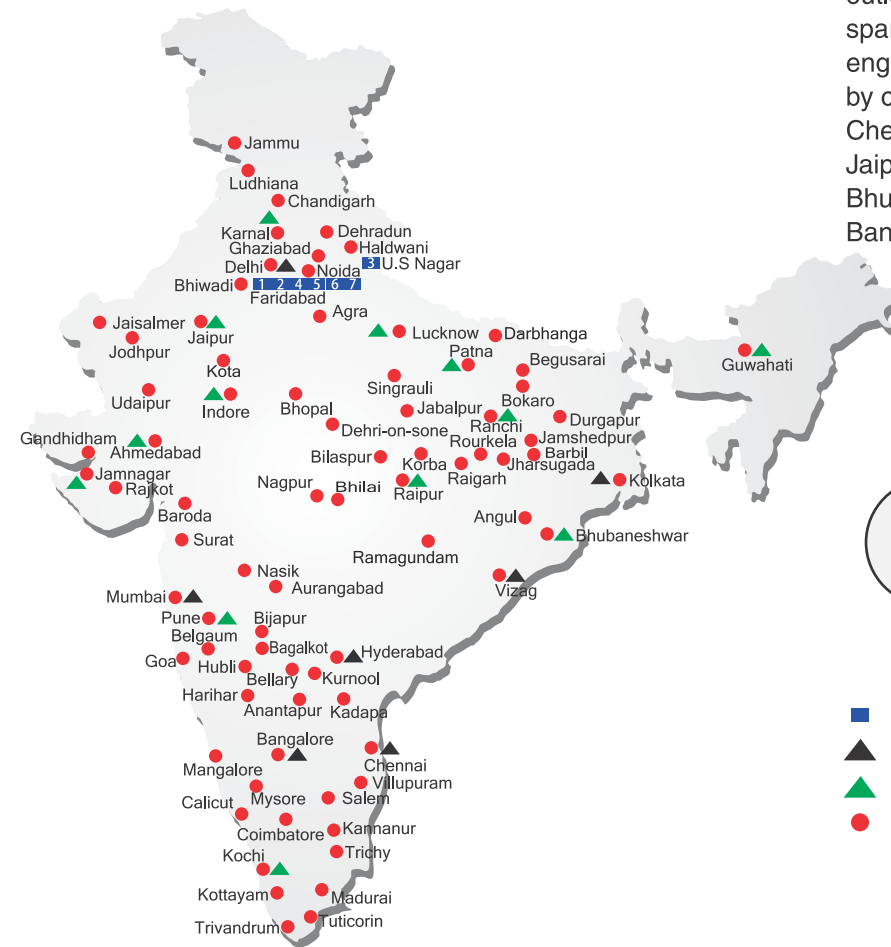 outl
span
eng
by c
Che
Jaip
Bhu
Ban
Jammu
Ludhiana
Chandigarh
Karnal
Dehradun
Ghaziabad
Haldwani
Delhi
Noida
3 U.S Nagar
Bhiwadi
1 2 4 5 6 7
Faridabad
Agra
Jaisalmer
Jaipur
Lucknow
Darbhanga
Jodhpur
Patna
Guwahati
Kota
Begusarai
Singrauli
Udaipur
Indore
Bhopal
Jabalpur
Bokaro
Ranchi
Durgapur
Dehri-on-sone
Gandhidham
Ahmedabad
Rourkela
Jamshedpur
Bilaspur
Korba
Barbil
Raigarh
Jharsugada
Jamnagar
Rajkot
Nagpur
Bhilai
Raipur
Kolkata
Baroda
Angul
Surat
Bhubaneshwar
Ramagundam
Nasik
Aurangabad
Vizag
Mumbai
Pune
Bijapur
Belgaum
Bagalkot
Hyderabad
Goa
Hubli
Bellary
Kurnool
Harihar
Anantapur
Kadapa
Bangalore
Chennai
Mangalore
Villupuram
Mysore
Salem
Calicut
Coimbatore
Kannanur
Kochi
Trichy
Kottayam
Madurai
Tuticorin
Trivandrum